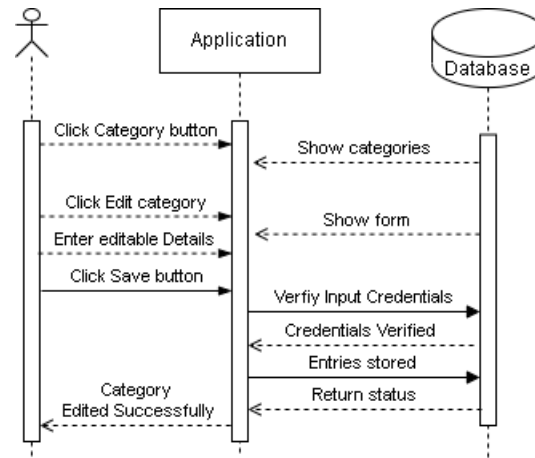 Application
Database
Click Category button
Show categories
Click Edit category
Show form
Enter editable Details
Click Save button
Verfiy Input Credentials
Credentials Verified
Entries stored
Category
Edited Successfully
Return status